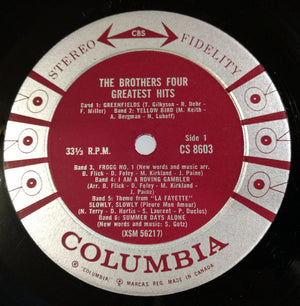 CBS
STEREO FIDELITY
THE BROTHERS FOUR
GREATEST HITS
Band 1: GREENFIELDS (T. Gilkyson - R. Dehr -
F. Miller) Band 2: YELLOW BIRD (M. Keith -
A. Bergman - N. Luboff)
Side 1
33⅓ R.P.M. CS 8603
Band 3, FROGG NO. 1 (New words and music arr.
B. Flick - D. Foley - M. Kirkland - J. Paine)
Band 4: I AM A ROVING GAMBLER
(Arr. B. Flick - D. Foley - M. Kirkland -
J. Paine)
Band 5: Theme from "LA FAYETTE"
SLOWLY, SLOWLY (Pleure Mon Amour)
(N. Terry - D. Hortis - S. Laurent - P. Duclos)
Band 6: SUMMER DAYS ALONE
(New words and music - S. Gotz)
(XSM 56217)
COLUMBIA
® "COLUMBIA" MARCAS REG. MADE IN CANADA